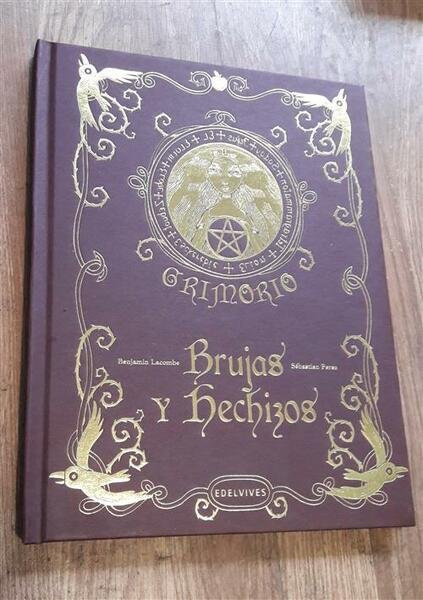 GRIMORIO
Benjamin Lacombe
Brujas
Sébastien Perez
Y Hechizos
EDELVIVES